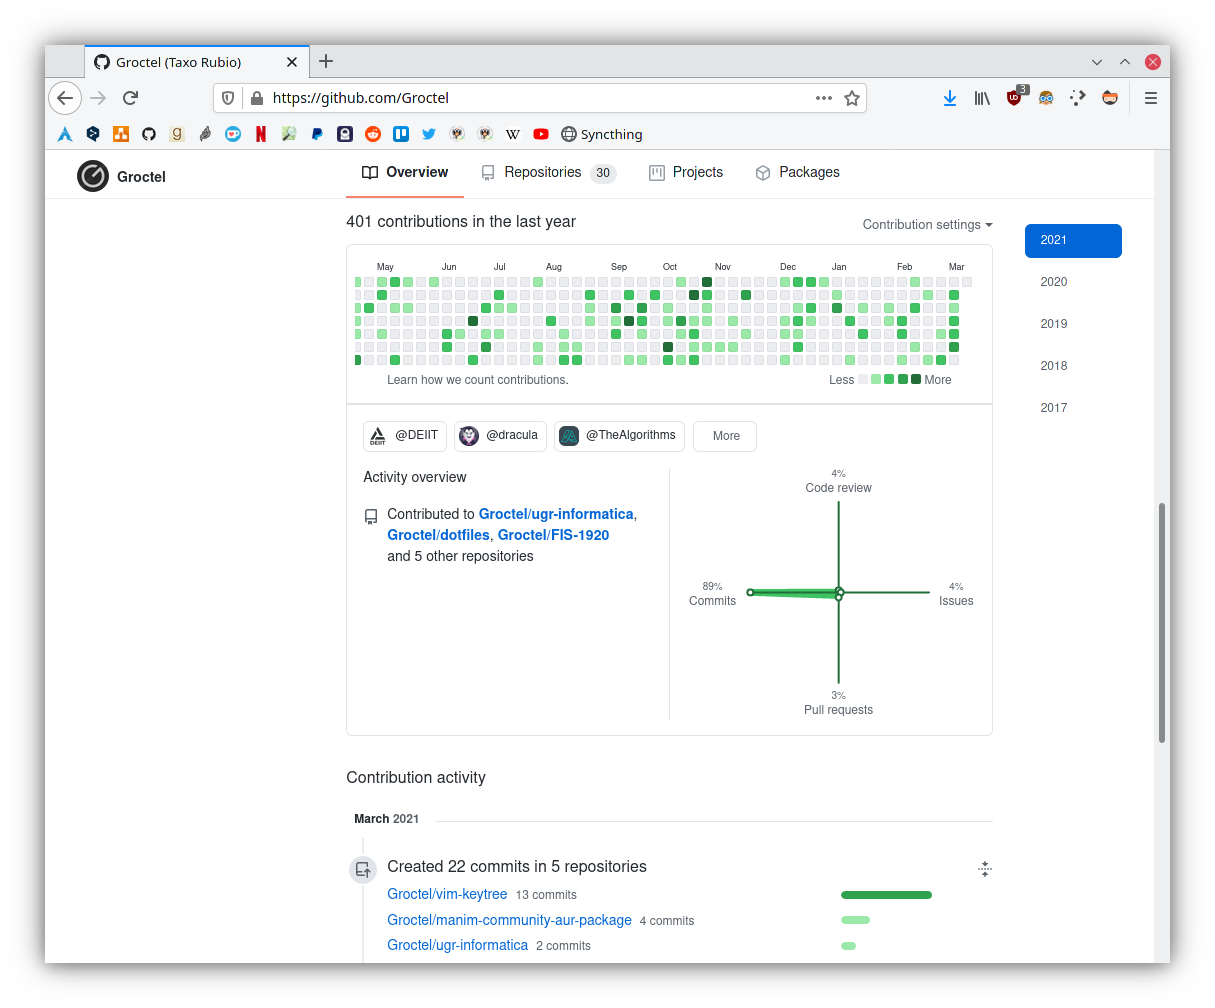 Groctel (Taxo Rubio)
https://github.com/Groctel
3
Syncthing
Groctel
Overview
Repositories 30
Projects
Packages
401 contributions in the last year
Contribution settings
2021
2020
2019
2018
2017
May Jun Jul Aug Sep Oct Nov Dec Jan Feb Mar
Learn how we count contributions.
Less More
@DEIIT
@dracula
@TheAlgorithms
More
Activity overview
Contributed to Groctel/ugr-informatica,
Groctel/dotfiles, Groctel/FIS-1920
and 5 other repositories
4%
Code review
89%
Commits
4%
Issues
3%
Pull requests
Contribution activity
March 2021
Created 22 commits in 5 repositories
Groctel/vim-keytree 13 commits
Groctel/manim-community-aur-package 4 commits
Groctel/ugr-informatica 2 commits